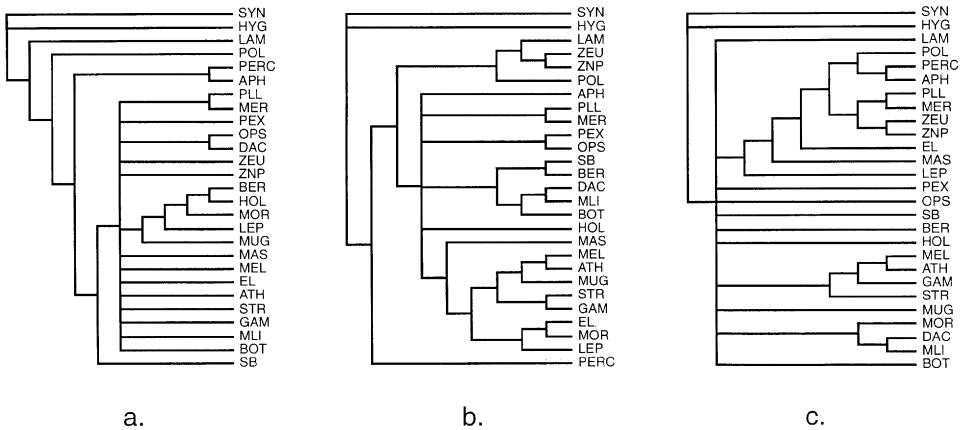 SYN
HYG
LAM
POL
PERC
APH
PLL
MER
PEX
OPS
DAC
ZEU
ZNP
BER
HOL
MOR
LEP
MUG
MAS
MEL
EL
ATH
STR
GAM
MLI
BOT
SB
a.
SYN
HYG
LAM
ZEU
ZNP
POL
APH
PLL
MER
PEX
OPS
SB
BER
DAC
MLI
BOT
HOL
MAS
MEL
ATH
MUG
STR
GAM
EL.
MOR
LEP
PERC
b.
SYN
HYG
LAM
POL
PERC
APH
PLL
MER
ZEU
ZNP
EL
MAS
LEP
PEX
OPS
SB
BER
HOL
MEL
ATH
GAM
STR
MUG
MOR
DAC
MLI
BOT
c.